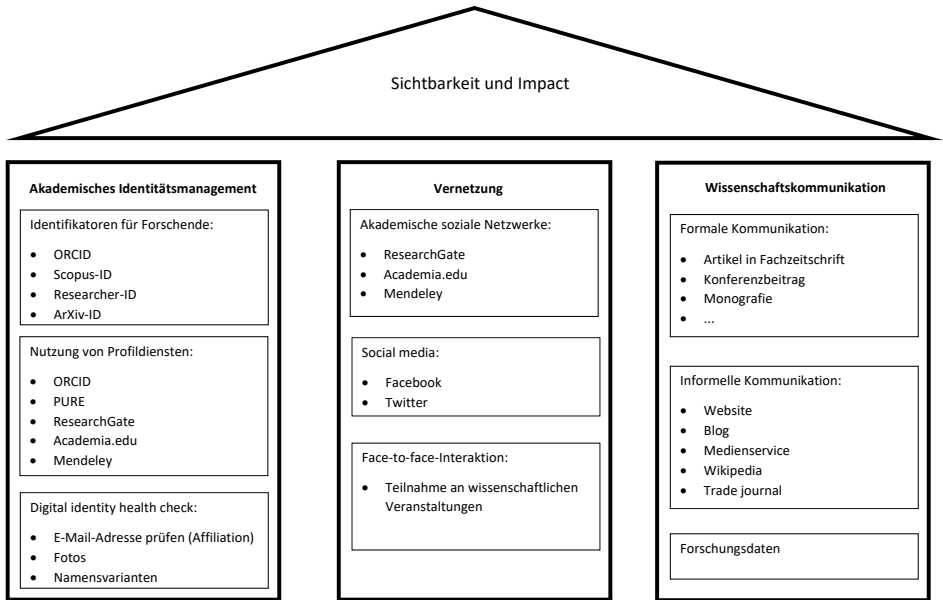 Sichtbarkeit und Impact
Akademisches Identitätsmanagement
Identifikatoren für Forschende:
• ORCID
• Scopus-ID
• Researcher-ID
• ArXiv-ID
Nutzung von Profildiensten:
• ORCID
• PURE
• ResearchGate
• Academia.edu
• Mendeley
Digital identity health check:
• E-Mail-Adresse prüfen (Affiliation)
• Fotos
• Namensvarianten
Vernetzung
Akademische soziale Netzwerke:
• ResearchGate
• Academia.edu
• Mendeley
Social media:
• Facebook
• Twitter
Face-to-face-Interaktion:
• Teilnahme an wissenschaftlichen
Veranstaltungen
Wissenschaftskommunikation
Formale Kommunikation:
• Artikel in Fachzeitschrift
• Konferenzbeitrag
• Monografie
• ...
Informelle Kommunikation:
• Website
• Blog
• Medienservice
• Wikipedia
• Trade journal
Forschungsdaten